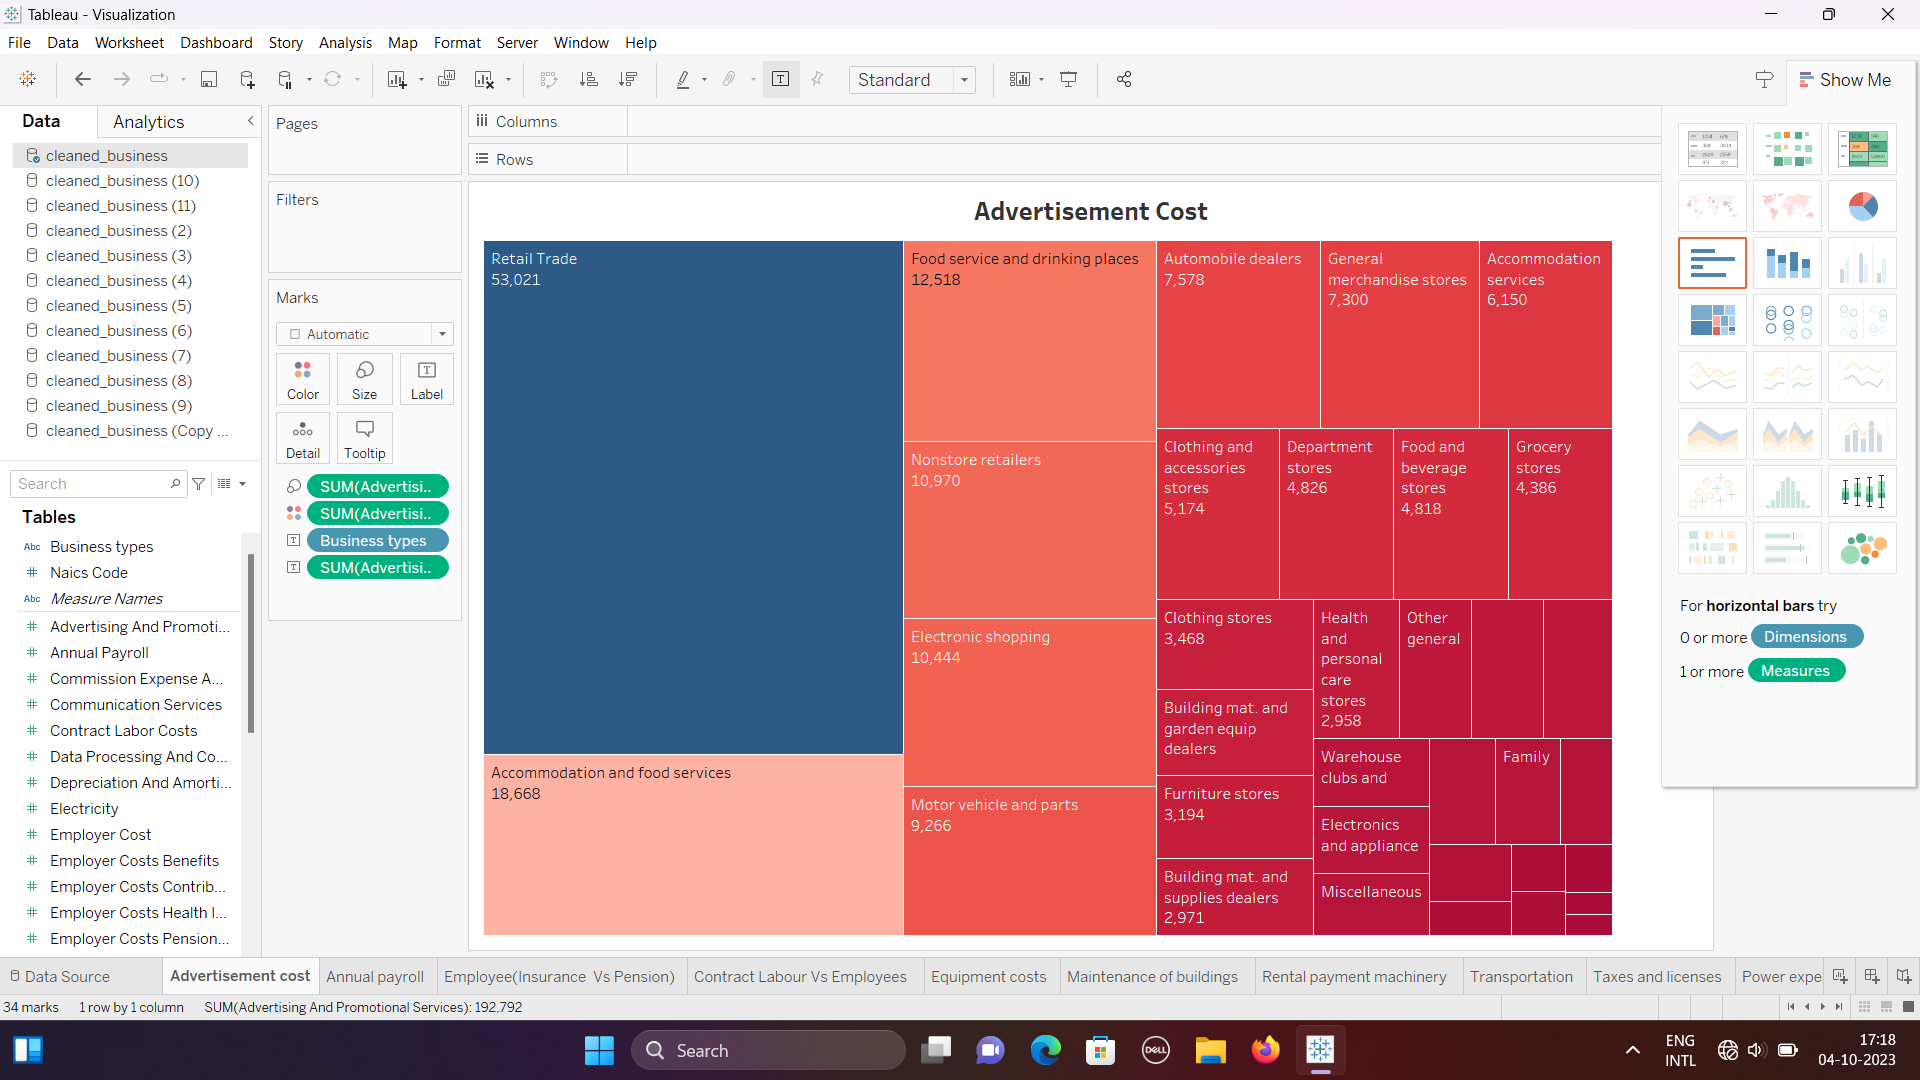 Tableau - Visualization
File Data Worksheet Dashboard Story Analysis Map Format Server Window Help
Standard
Show Me
Data
Analytics
cleaned_business
cleaned_business (10)
cleaned_business (11)
cleaned_business (2)
cleaned_business (3)
cleaned_business (4)
cleaned_business (5)
cleaned_business (6)
cleaned_business (7)
cleaned_business (8)
cleaned_business (9)
cleaned_business (Copy ...
Search
Tables
Abc Business types
# Naics Code
Abc Measure Names
# Advertising And Promoti...
# Annual Payroll
# Commission Expense A...
# Communication Services
# Contract Labor Costs
# Data Processing And Co...
# Depreciation And Amorti...
# Electricity
# Employer Cost
# Employer Costs Benefits
# Employer Costs Contrib...
# Employer Costs Health I...
# Employer Costs Pension...
Pages
Filters
Marks
Automatic
Color
Size
Label
Detail
Tooltip
SUM(Advertisi..
SUM(Advertisi..
Business types
SUM(Advertisi..
Columns
Rows
Advertisement Cost
Retail Trade
53,021
Accommodation and food services
18,668
Food service and drinking places
12,518
Nonstore retailers
10,970
Electronic shopping
10,444
Motor vehicle and parts
9,266
Automobile dealers
7,578
General
merchandise stores
7,300
Accommodation
services
6,150
Clothing and
accessories
stores
5,174
Department
stores
4,826
Food and
beverage
stores
4,818
Grocery
stores
4,386
Clothing stores
3,468
Building mat. and
garden equip
dealers
Furniture stores
3,194
Building mat. and
supplies dealers
2,971
Health
and
personal
care
stores
2,958
Other
general
Warehouse
clubs and
Family
Electronics
and appliance
Miscellaneous
For horizontal bars try
0 or more Dimensions
1 or more Measures
Data Source
Advertisement cost
Annual payroll
Employee(Insurance Vs Pension)
Contract Labour Vs Employees
Equipment costs
Maintenance of buildings
Rental payment machinery
Transportation
Taxes and licenses
Power expe
34 marks
1 row by 1 column
SUM(Advertising And Promotional Services): 192,792
Search
DELL
ENG
INTL
17:18
04-10-2023